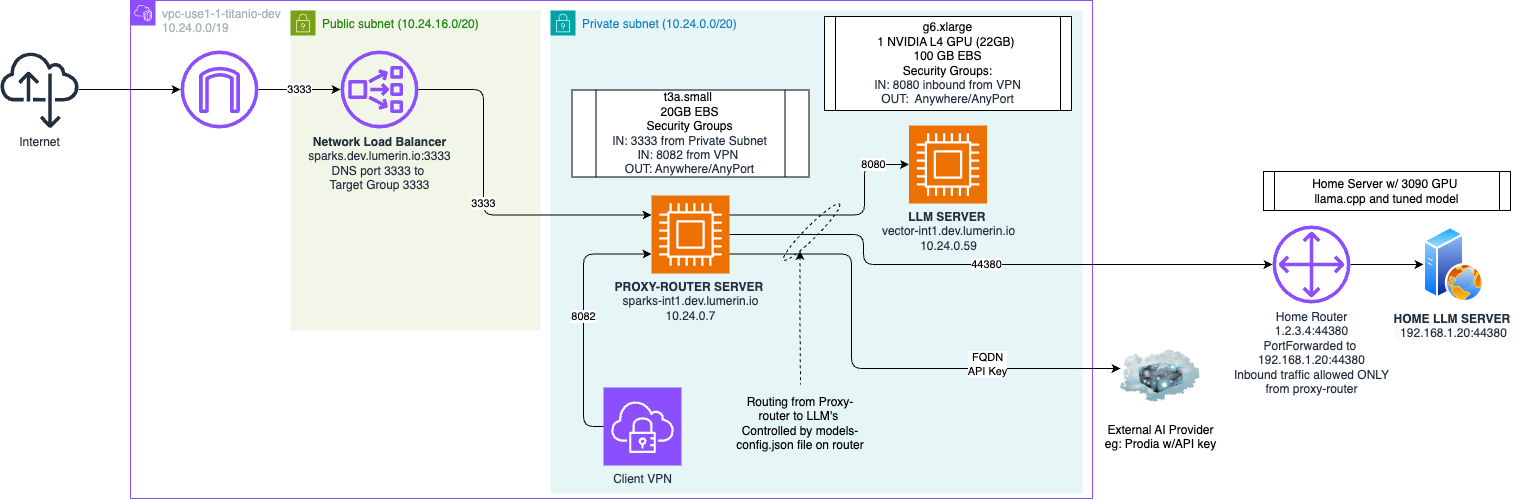 vpc-use1-1-titanio-dev
10.24.0.0/19
Public subnet (10.24.16.0/20)
Private subnet (10.24.0.0/20)
g6.xlarge
1 NVIDIA L4 GPU (22GB)
100 GB EBS
Security Groups:
IN: 8080 inbound from VPN
OUT: Anywhere/AnyPort
t3a.small
20GB EBS
Security Groups
IN: 3333 from Private Subnet
IN: 8082 from VPN
OUT: Anywhere/AnyPort
Internet
3333
Network Load Balancer
sparks.dev.lumerin.io:3333
DNS port 3333 to
Target Group 3333
3333
8080
LLM SERVER
vector-int1.dev.lumerin.io
10.24.0.59
44380
PROXY-ROUTER SERVER
sparks-int1.dev.lumerin.io
10.24.0.7
8082
Home Server w/ 3090 GPU
llama.cpp and tuned model
Home Router
1.2.3.4:44380
PortForwarded to
192.168.1.20:44380
Inbound traffic allowed ONLY
from proxy-router
HOME LLM SERVER
192.168.1.20:44380
FQDN
API Key
Routing from Proxy-
router to LLM's
Controlled by models-
config.json file on router
External AI Provider
eg: Prodia w/API key
Client VPN